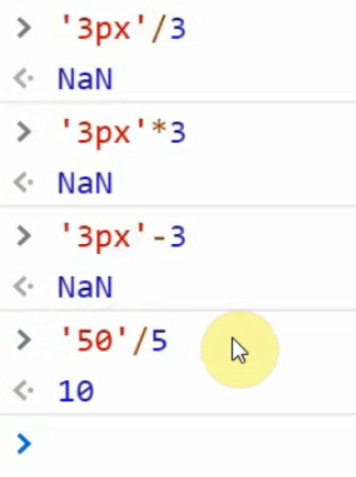 > '3px'/3
<· NaN
> '3px'*3
<· NaN
> '3px'-3
<· NaN
> '50'/5
<· 10
>